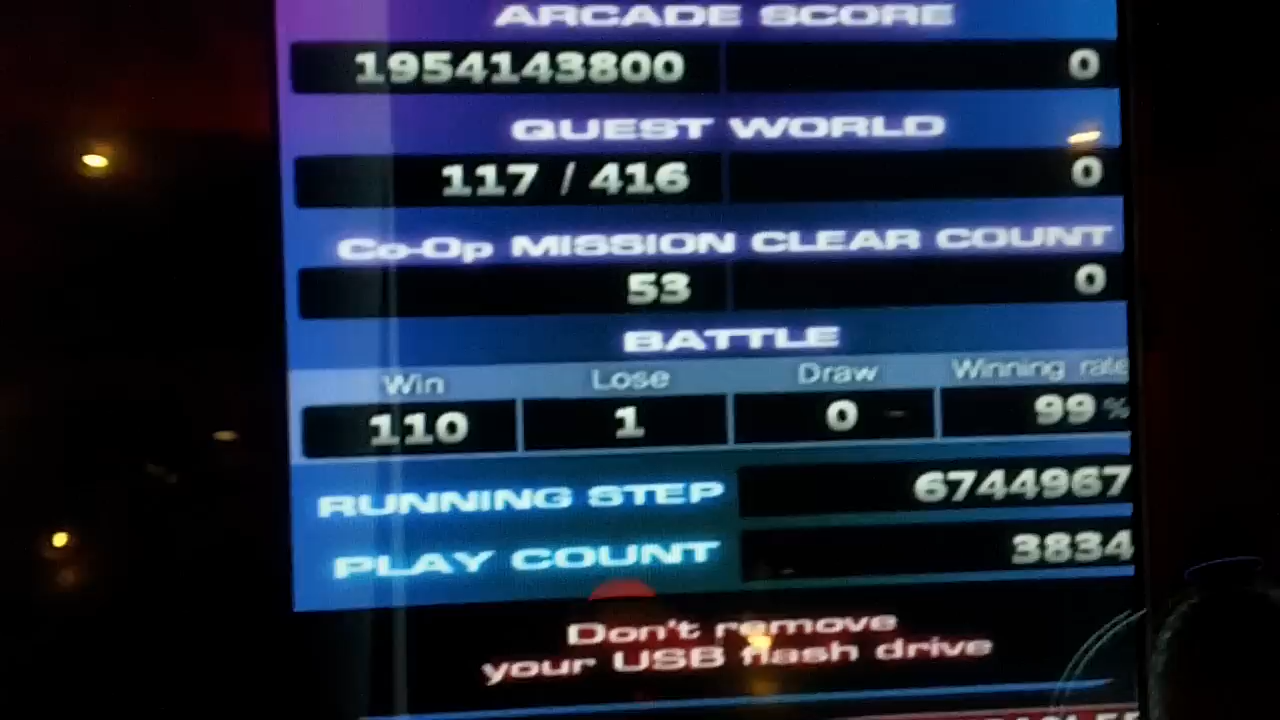 ARCADE SCORE
1954143800 0
QUEST WORLD
117 / 416 0
Co-Op MISSION CLEAR COUNT
53 0
BATTLE
Win Lose Draw Winning rate
110 1 0 99 %
RUNNING STEP 6744967
PLAY COUNT 3834
Don't remove
your USB flash drive